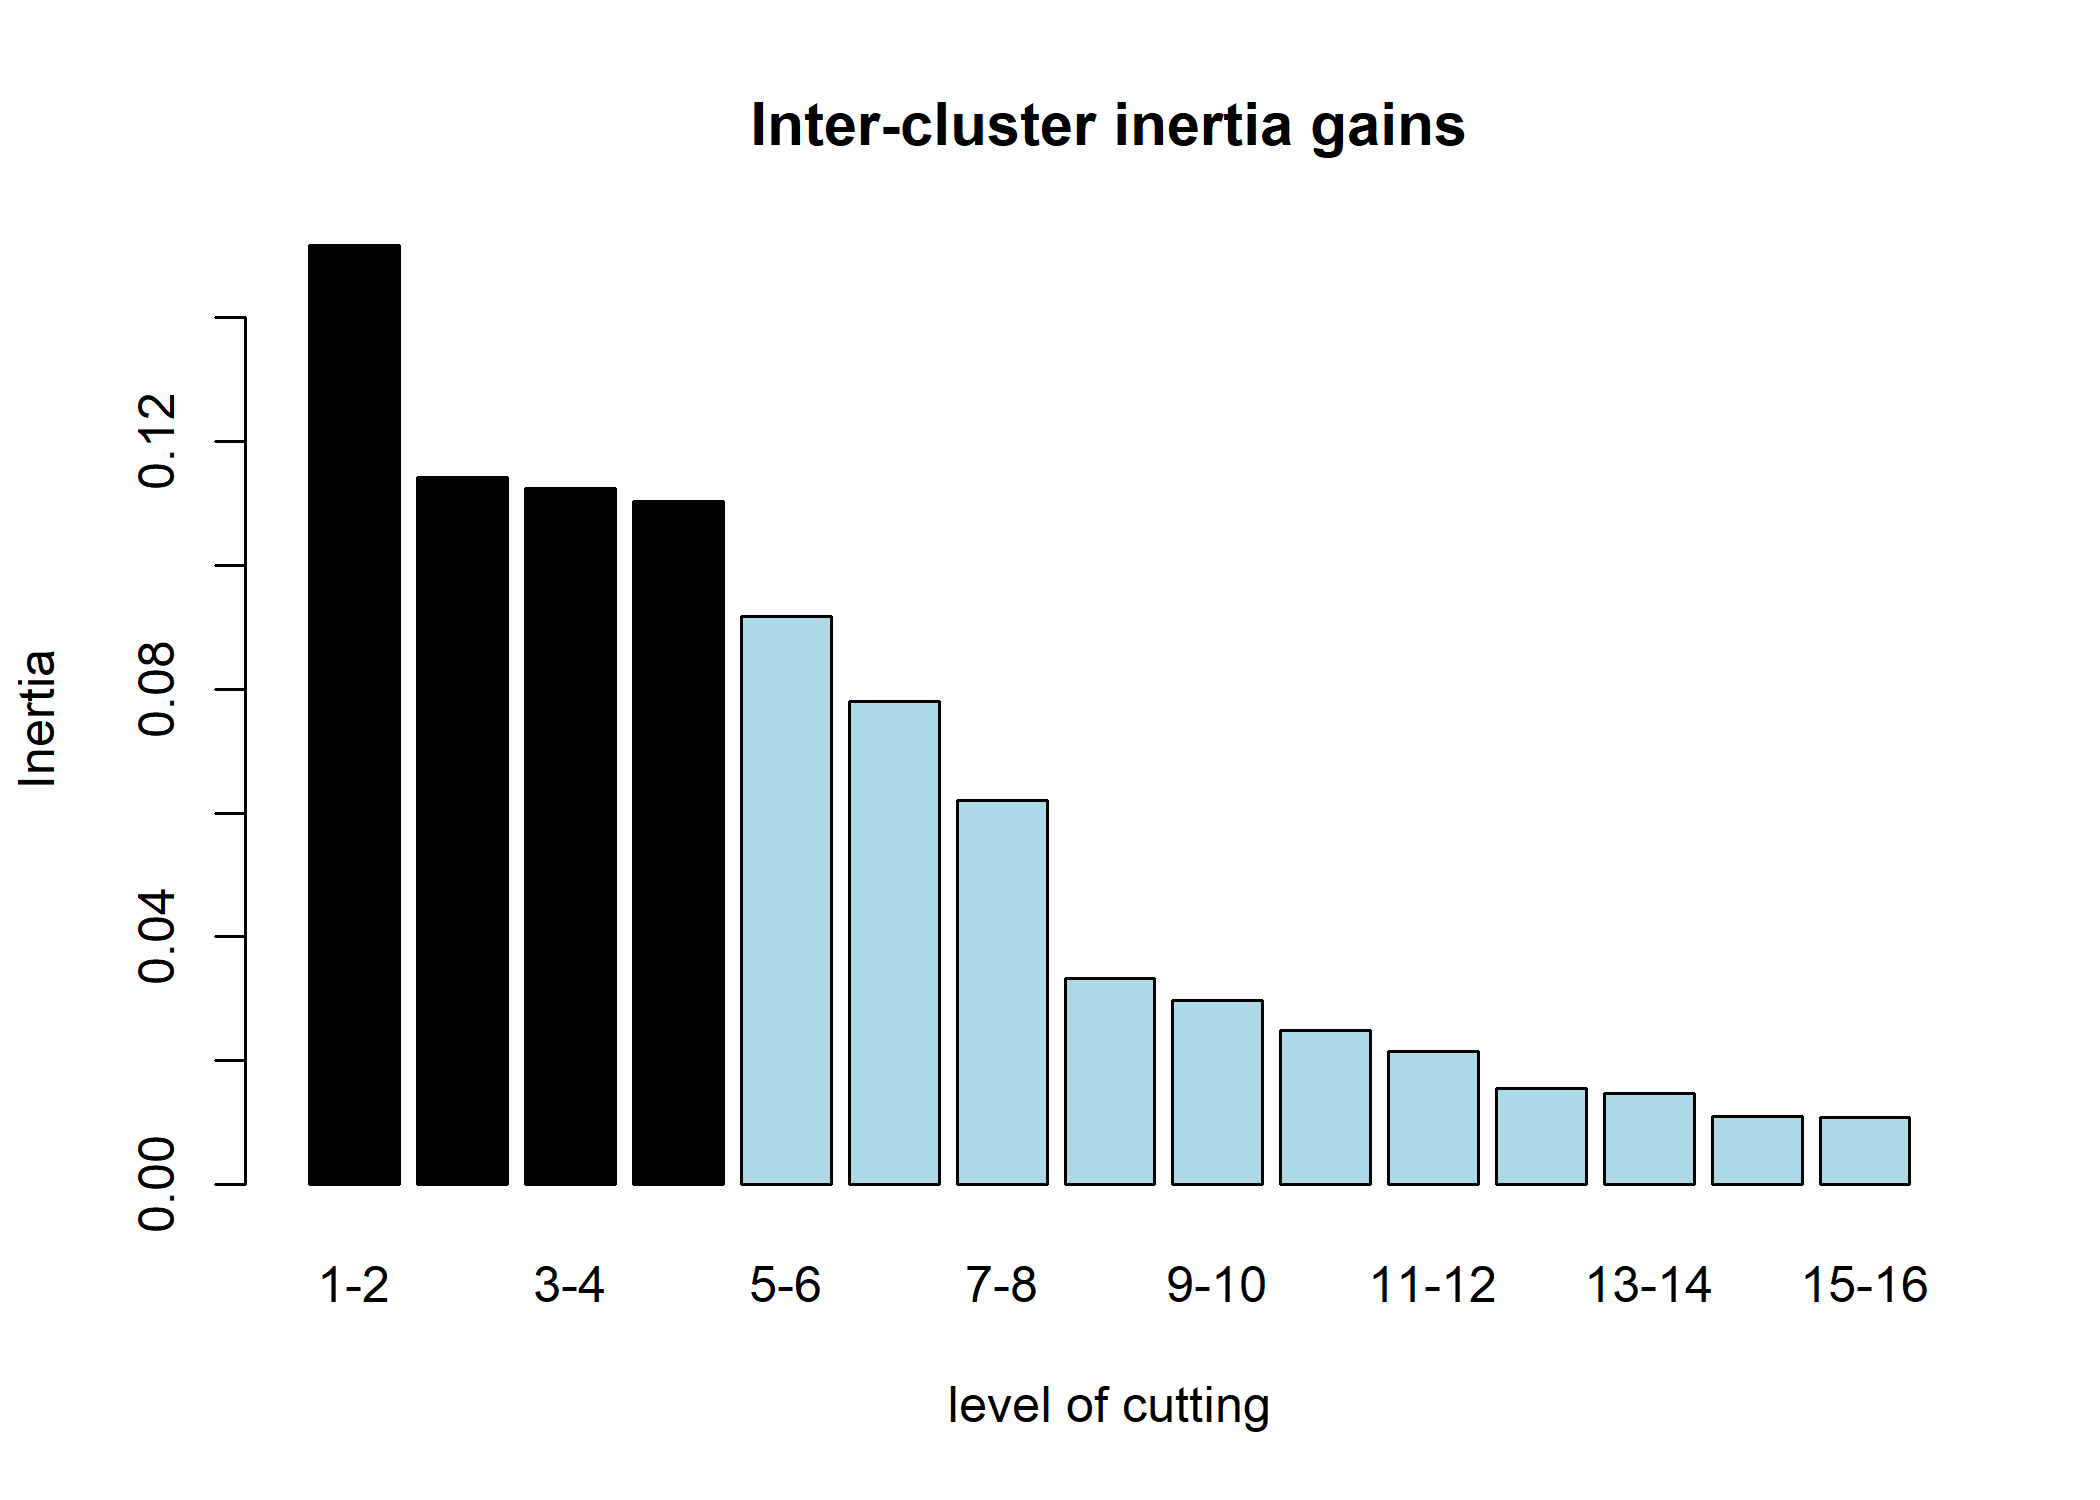 Inter-cluster inertia gains
Inertia
0.12
0.08
0.04
0.00
1-2 3-4 5-6 7-8 9-10 11-12 13-14 15-16
level of cutting